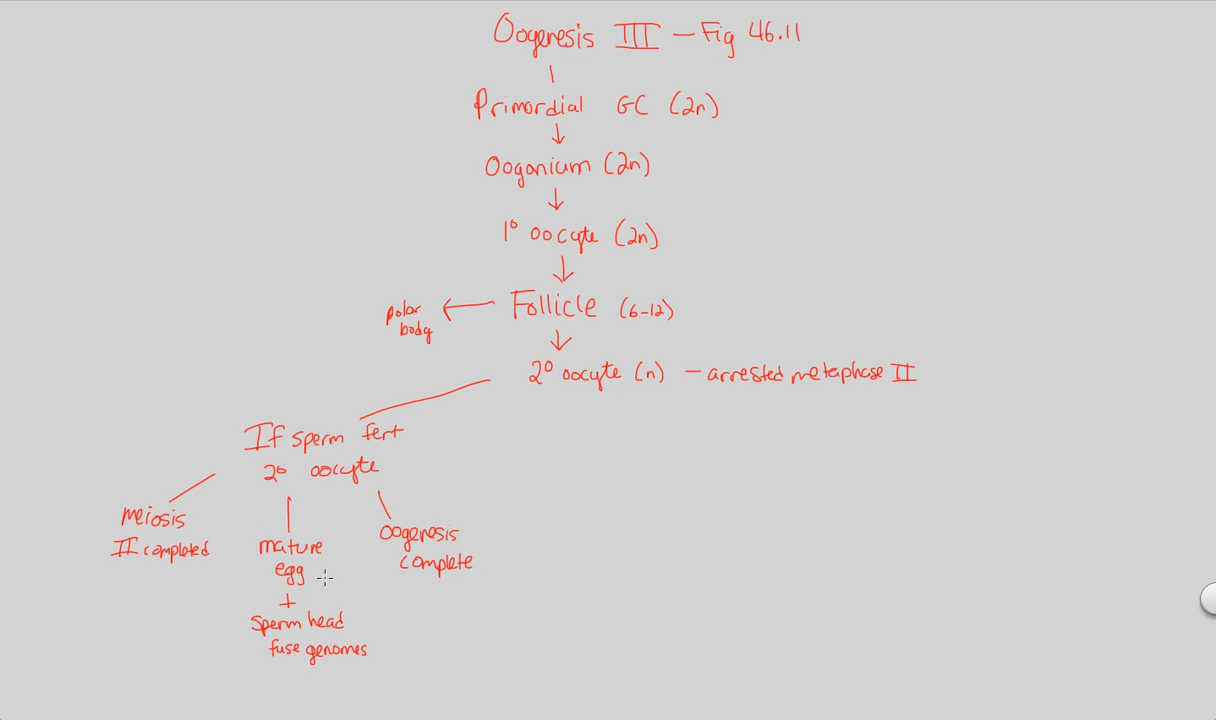 Oogenesis III - Fig 46.11
Primordial GC (2n)
Oogonium (2n)
1° oocyte (2n)
Follicle (6-12)
polar
body
2° oocyte (n) - arrested metaphase II
If sperm fert
2° oocyte
meiosis
II completed
mature
egg
+
sperm head
fuse genomes
oogenesis
complete